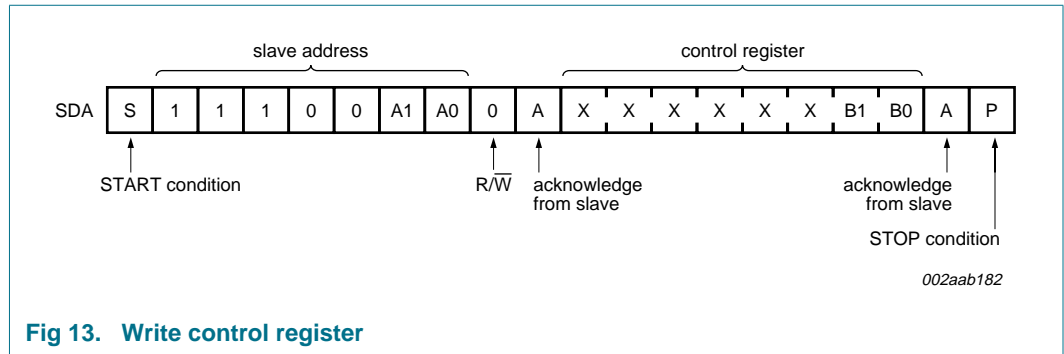 slave address
control register
SDA S 1 1 1 0 0 A1 A0 0 A X X X X X X B1 B0 A P
START condition
R/W̅
acknowledge
from slave
acknowledge
from slave
STOP condition
002aab182
Fig 13. Write control register